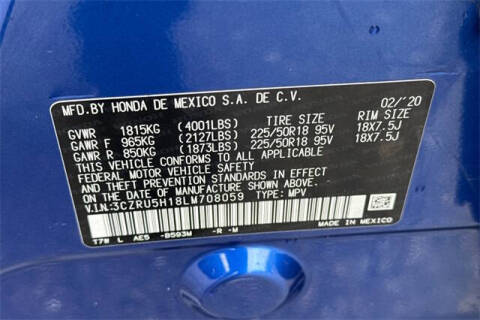 MFD.BY HONDA DE MEXICO S.A. DE C.V. 02/'20
GVWR 1815KG (4001LBS) TIRE SIZE RIM SIZE
GAWR F 965KG (2127LBS) 225/50R18 95V 18X7.5J
GAWR R 850KG (1873LBS) 225/50R18 95V 18X7.5J
THIS VEHICLE CONFORMS TO ALL APPLICABLE
FEDERAL MOTOR VEHICLE SAFETY
STANDARDS IN EFFECT ON THE DATE OF
MANUFACTURE SHOWN ABOVE.
V.I.N:3CZRU5H18LM708059 TYPE: MPV
T7W L AE5 -B593M -R -M
MADE IN MEXICO